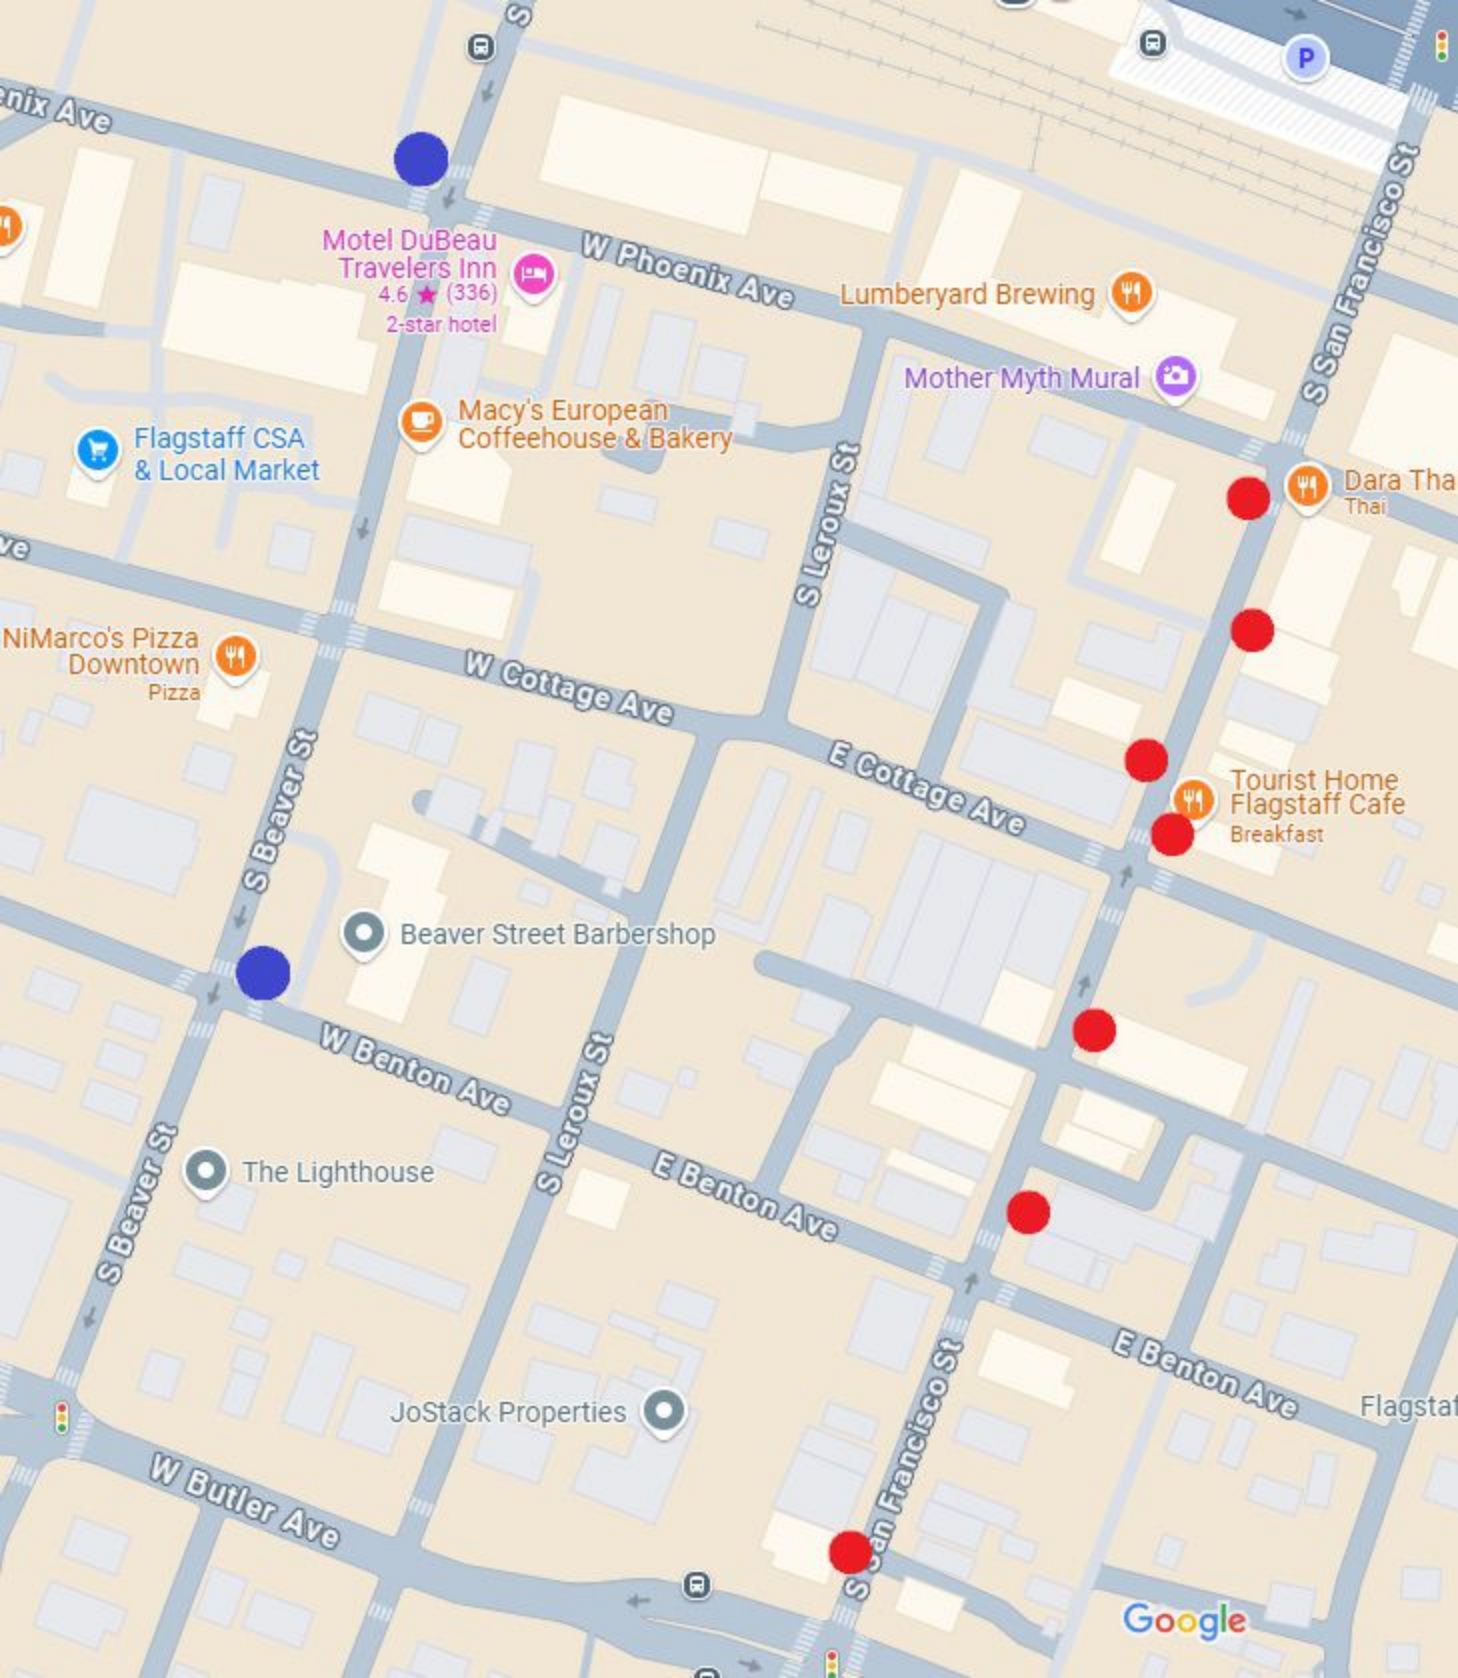 S
P
enix Ave
S San Francisco St
Motel DuBeau
Travelers Inn
4.6 ★ (336)
2-star hotel
W Phoenix Ave
Lumberyard Brewing
Mother Myth Mural
Macy's European
Coffeehouse & Bakery
Flagstaff CSA
& Local Market
S Leroux St
Dara Tha
Thai
ve
NiMarco's Pizza
Downtown
Pizza
W Cottage Ave
E Cottage Ave
S Beaver St
Tourist Home
Flagstaff Cafe
Breakfast
Beaver Street Barbershop
W Benton Ave
S Leroux St
The Lighthouse
S Beaver St
E Benton Ave
E Benton Ave
S San Francisco St
JoStack Properties
Flagstaf
W Butler Ave
Google